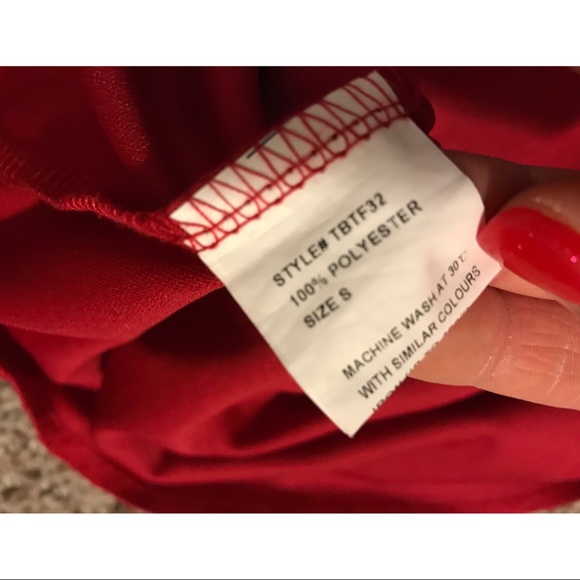 STYLE# TBTF32
100% POLYESTER
SIZE S
MACHINE WASH AT 30℃
WITH SIMILAR COLOURS